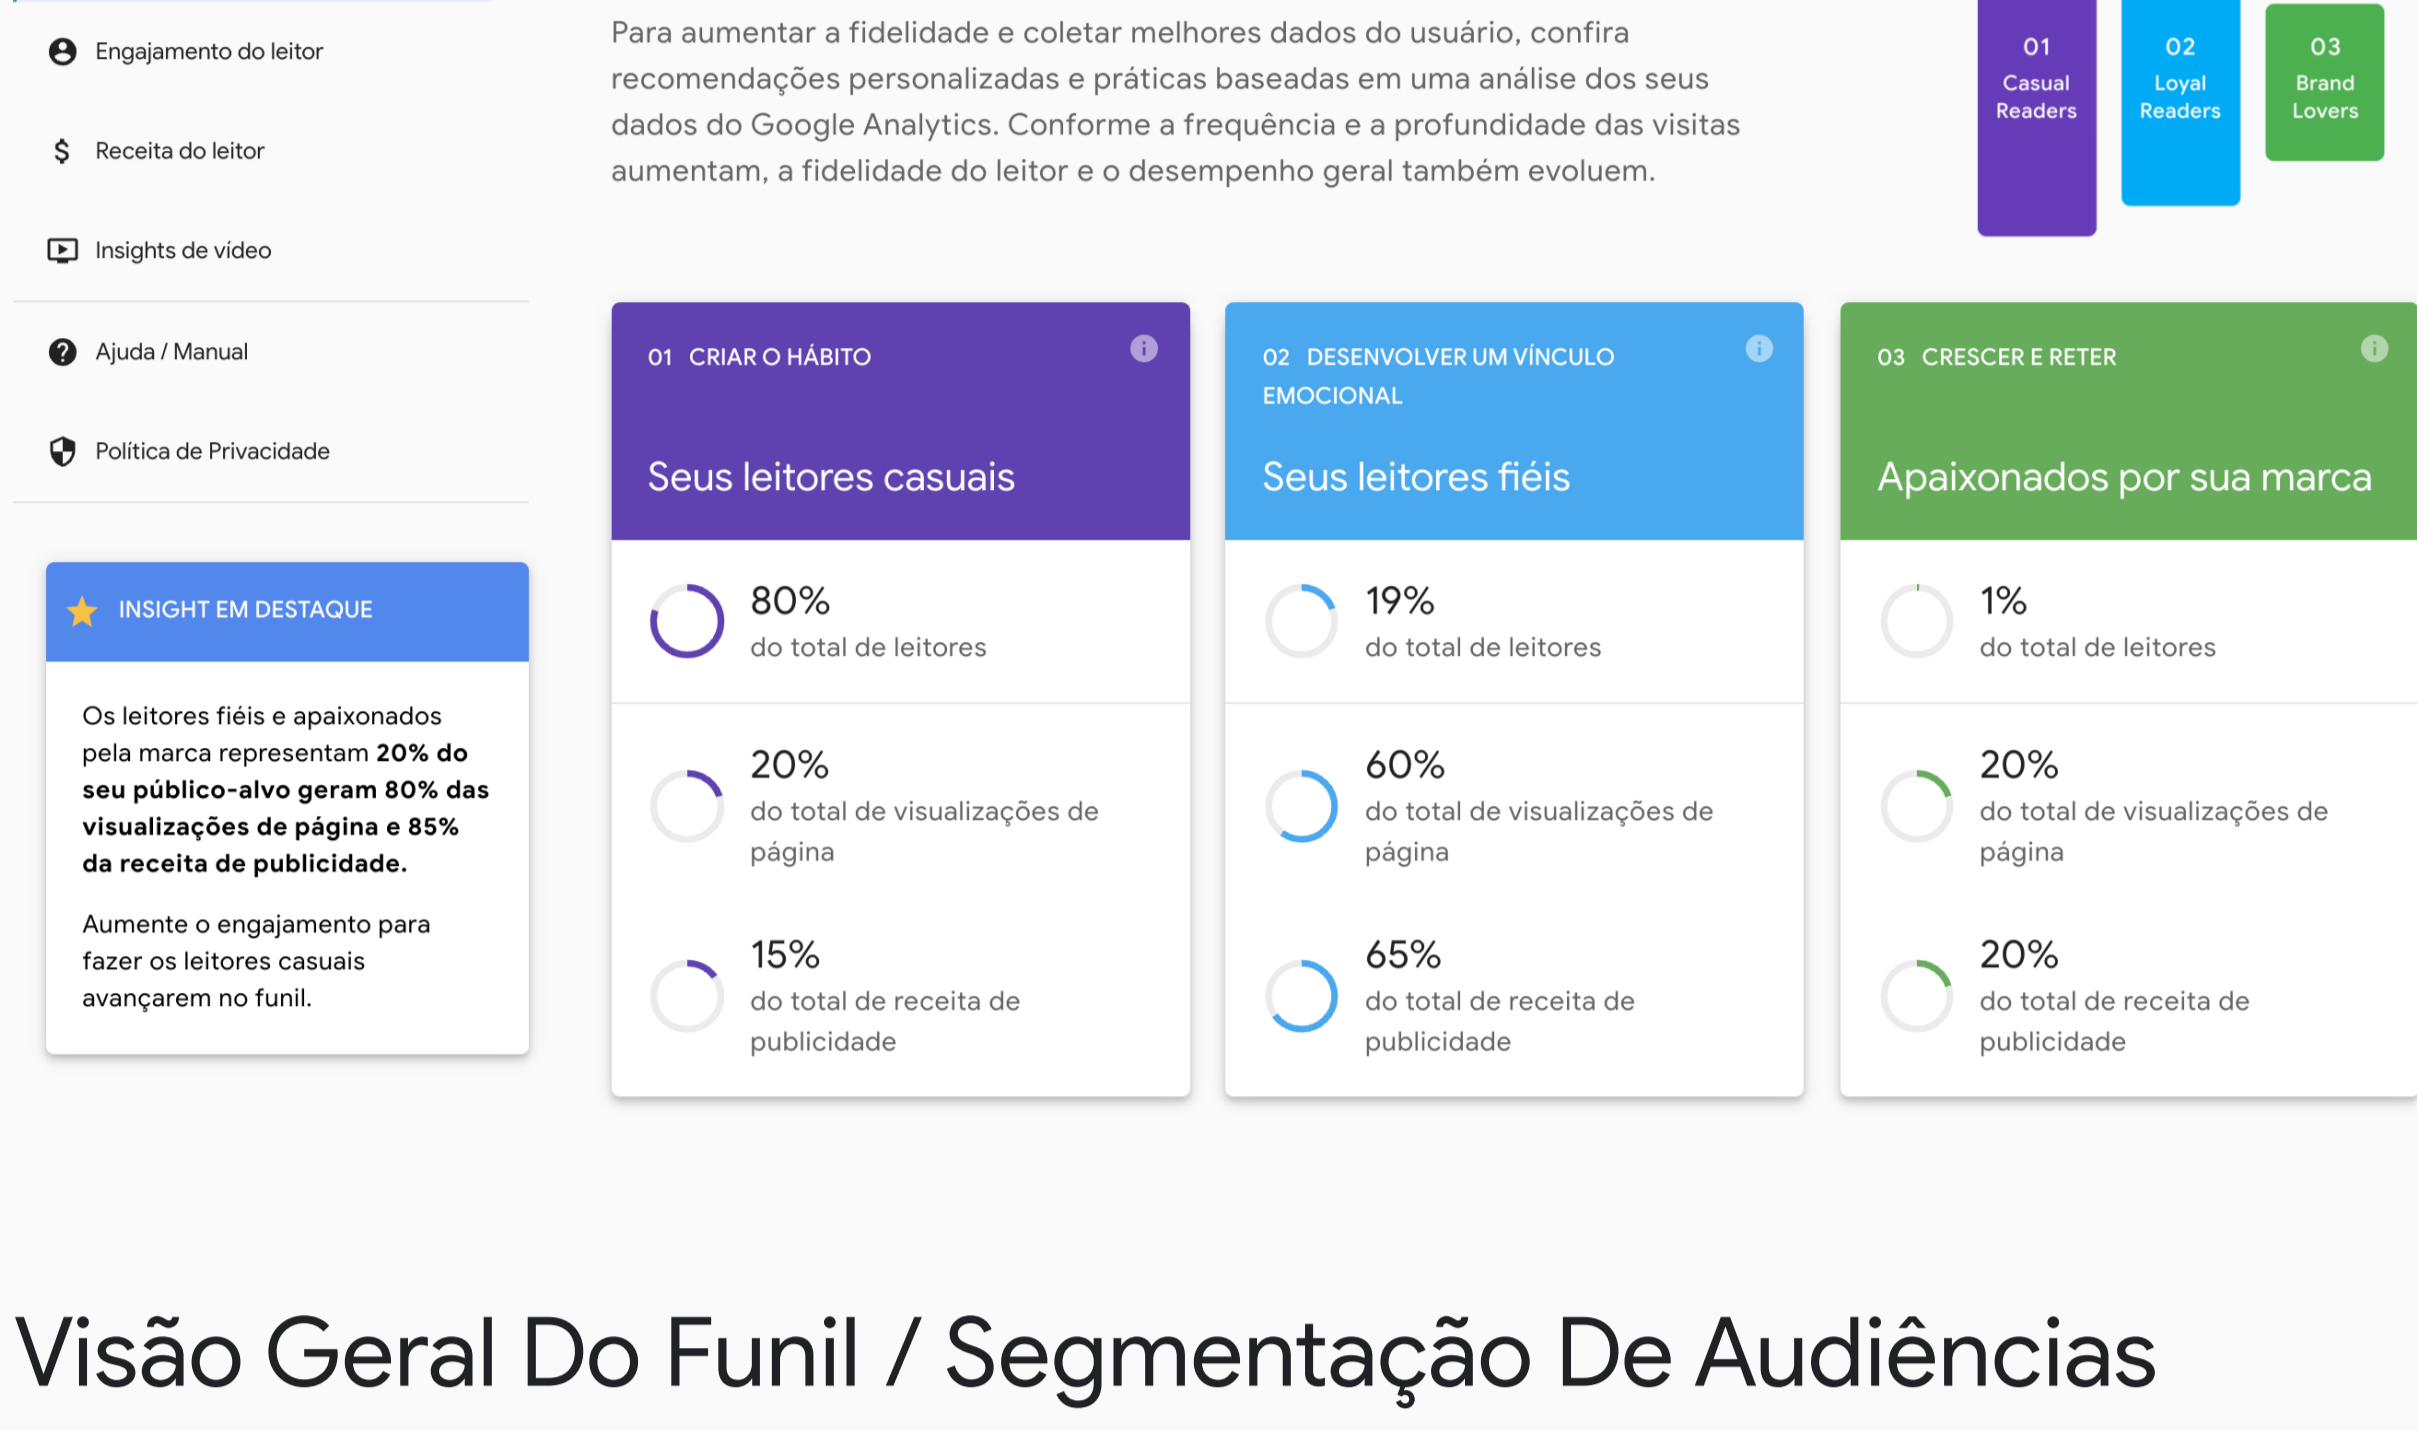 Engajamento do leitor
Receita do leitor
Insights de vídeo
Ajuda / Manual
Política de Privacidade
INSIGHT EM DESTAQUE
Os leitores fiéis e apaixonados
pela marca representam 20% do
seu público-alvo geram 80% das
visualizações de página e 85%
da receita de publicidade.
Aumente o engajamento para
fazer os leitores casuais
avançarem no funil.
Para aumentar a fidelidade e coletar melhores dados do usuário, confira
recomendações personalizadas e práticas baseadas em uma análise dos seus
dados do Google Analytics. Conforme a frequência e a profundidade das visitas
aumentam, a fidelidade do leitor e o desempenho geral também evoluem.
01
Casual
Readers
02
Loyal
Readers
03
Brand
Lovers
01 CRIAR O HÁBITO
Seus leitores casuais
80%
do total de leitores
20%
do total de visualizações de
página
15%
do total de receita de
publicidade
02 DESENVOLVER UM VÍNCULO
EMOCIONAL
Seus leitores fiéis
19%
do total de leitores
60%
do total de visualizações de
página
65%
do total de receita de
publicidade
03 CRESCER E RETER
Apaixonados por sua marca
1%
do total de leitores
20%
do total de visualizações de
página
20%
do total de receita de
publicidade
Visão Geral Do Funil / Segmentação De Audiências